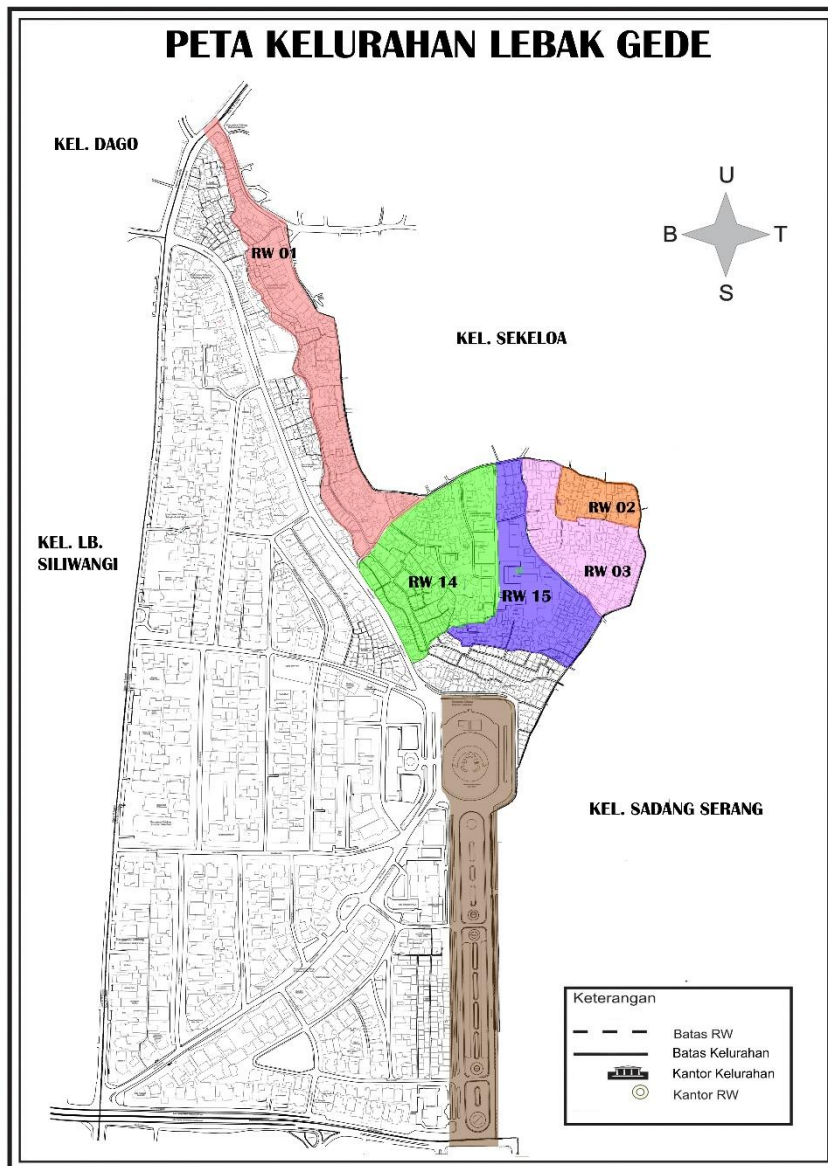 PETA KELURAHAN LEBAK GEDE
KEL. DAGO
U
B
T
S
RW 01
KEL. SEKELOA
RW 02
KEL. LB.
SILIWANGI
RW 03
RW 14
RW 15
KEL. SADANG SERANG
Keterangan
Batas RW
Batas Kelurahan
Kantor Kelurahan
Kantor RW